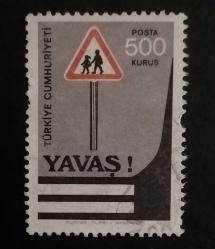 POSTA
500
KURUŞ
TÜRKİYE CUMHURİYETİ
YAVAŞ !